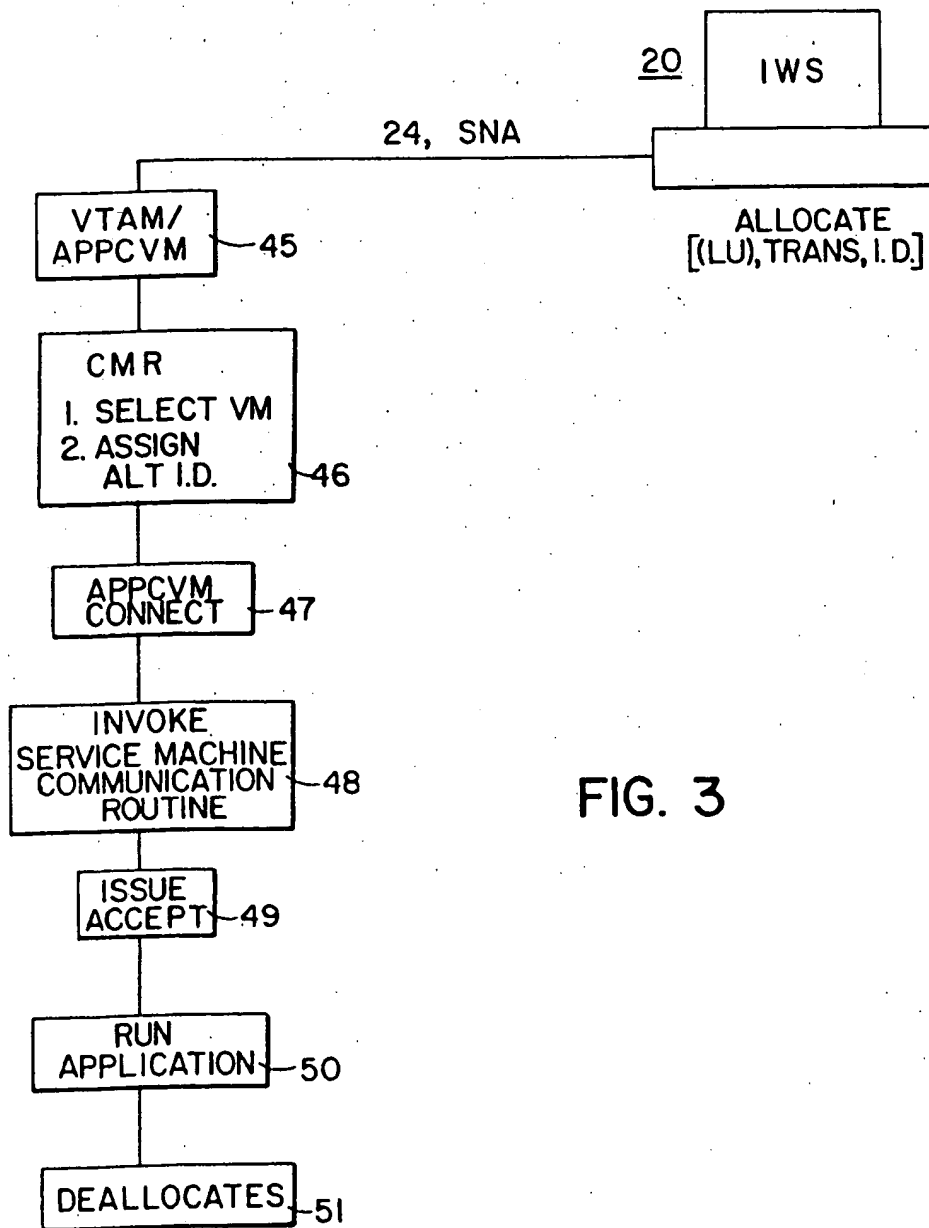 20
IWS
24, SNA
ALLOCATE
[(LU), TRANS, I.D.]
VTAM/
APPCVM
45
CMR
1. SELECT VM
2. ASSIGN
ALT I.D.
46
APPCVM
CONNECT
47
INVOKE
SERVICE MACHINE
COMMUNICATION
ROUTINE
48
FIG. 3
ISSUE
ACCEPT
49
RUN
APPLICATION
50
DEALLOCATES
51